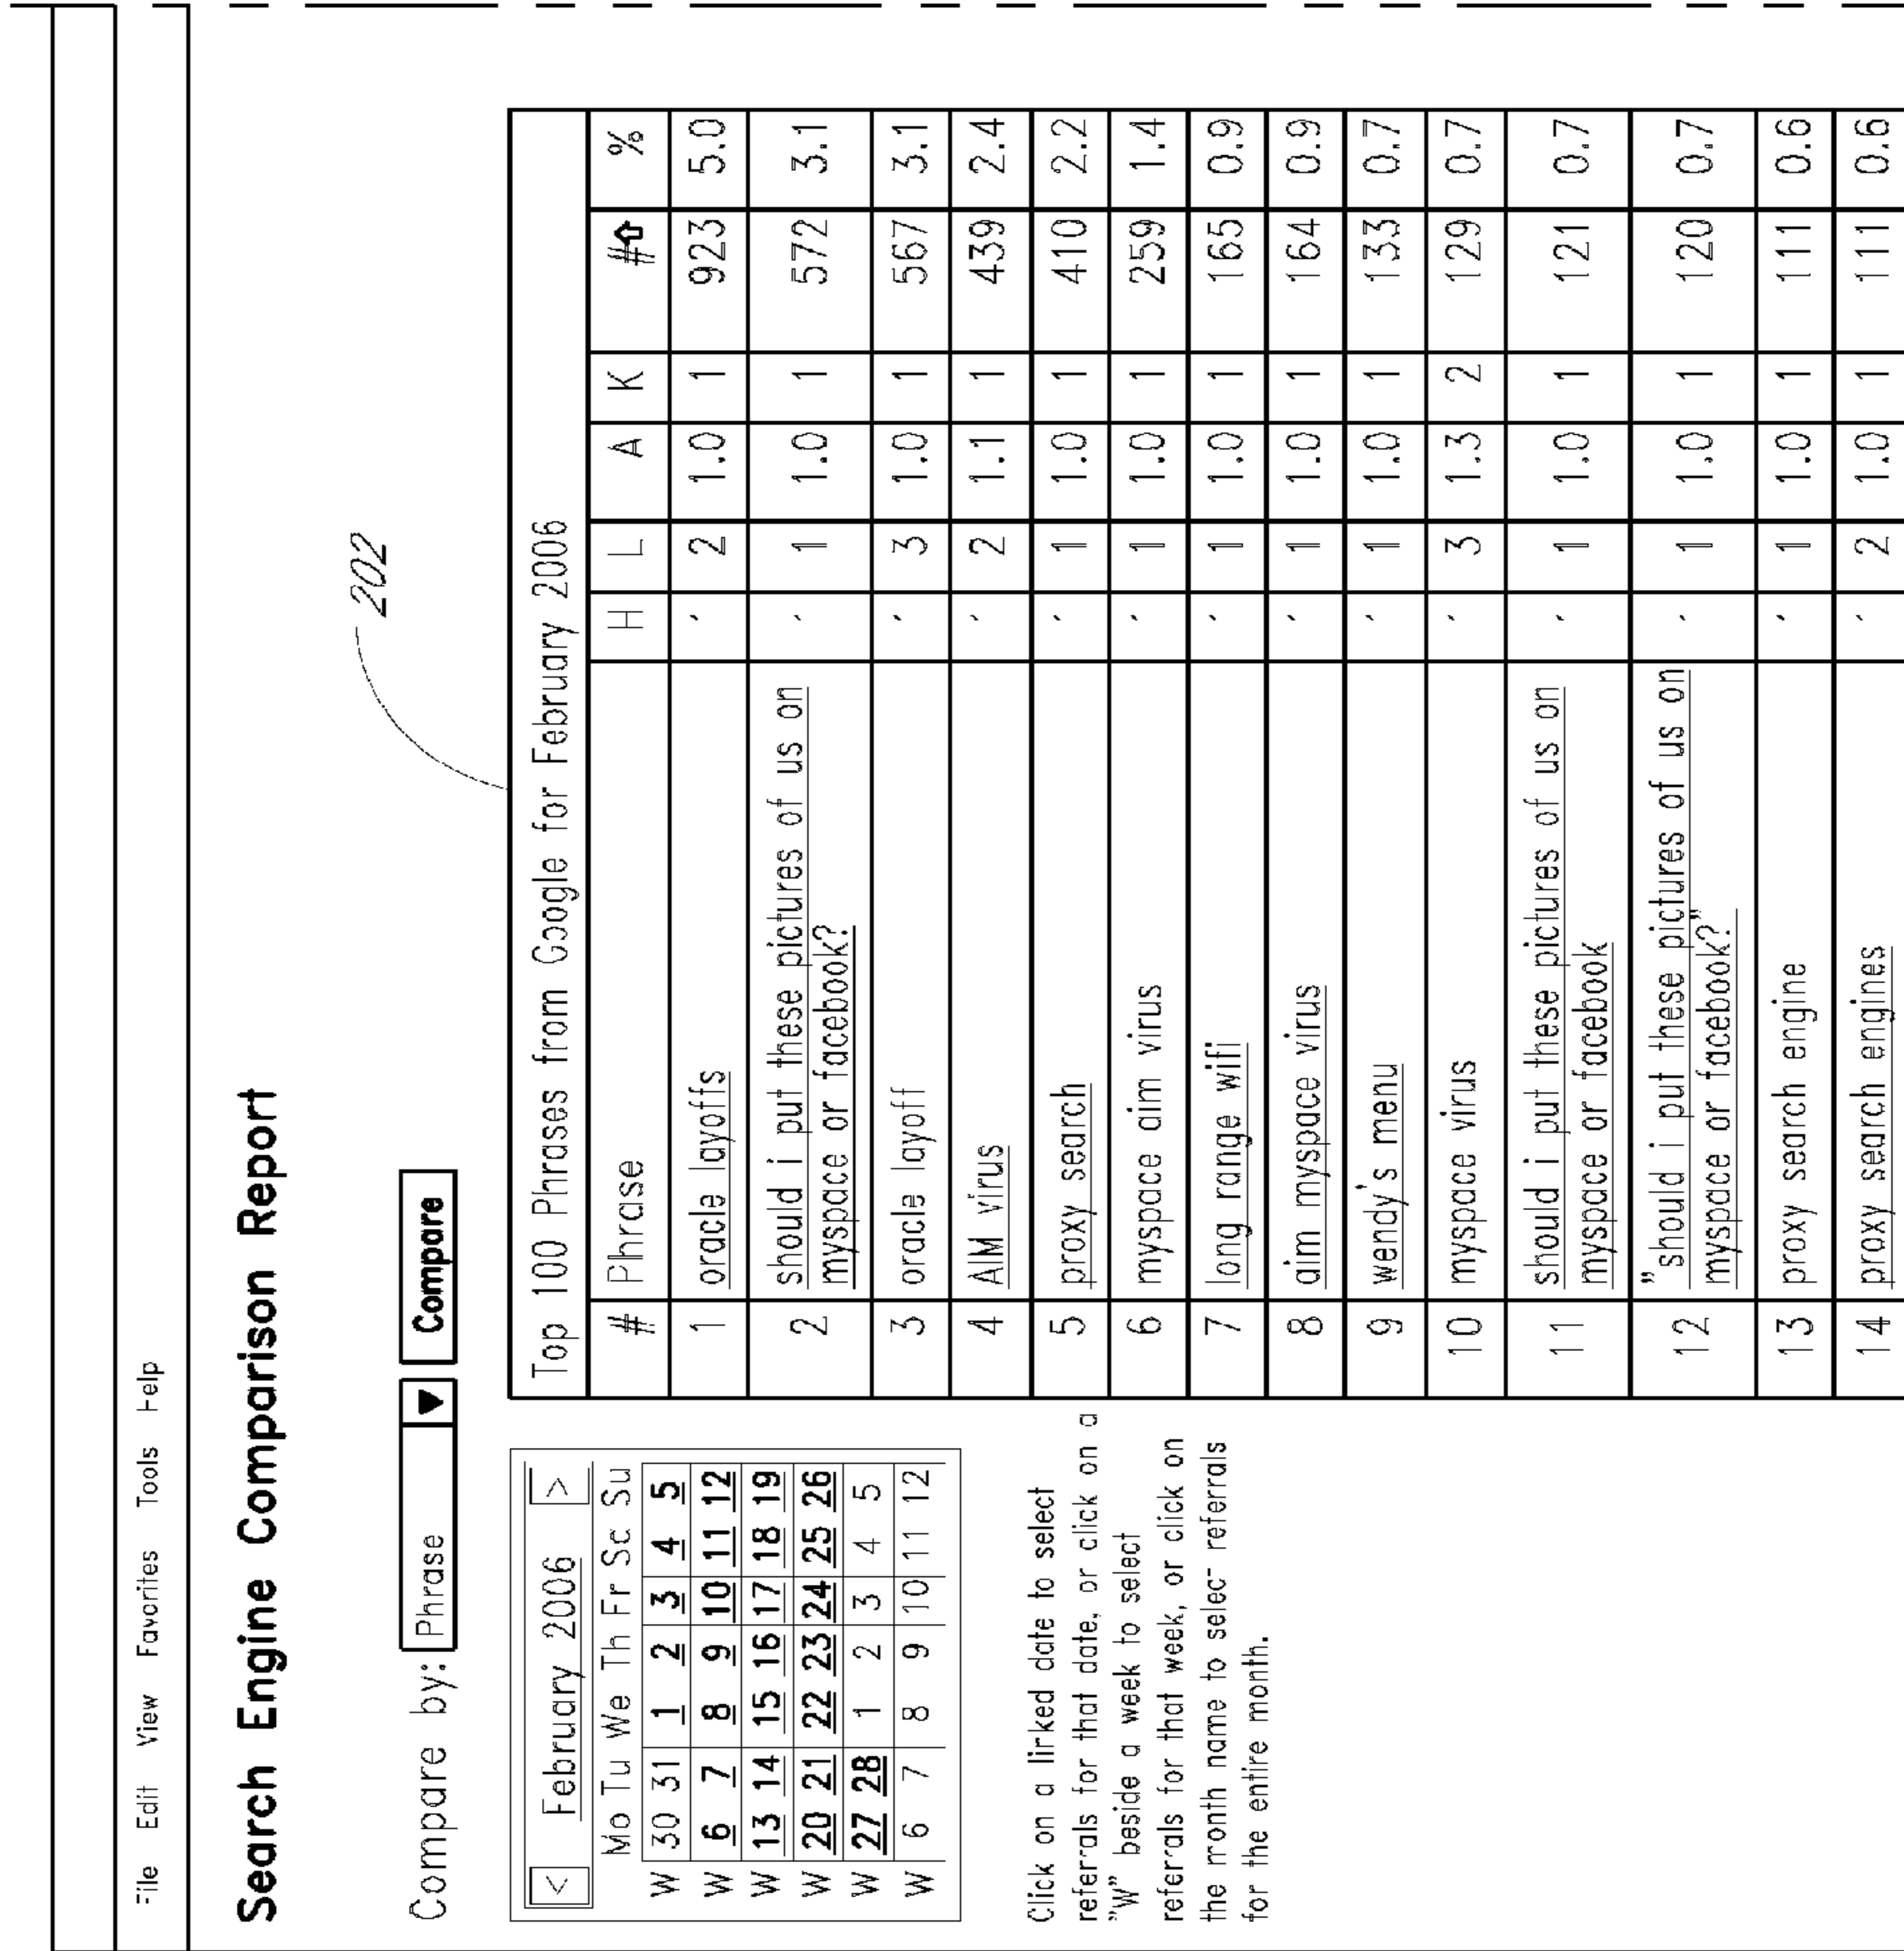 File Edit View Favorites Tools Help
Search Engine Comparison Report
Compare by: Phrase ▼ Compare
202
< February 2006 >
Mo Tu We Th Fr Sa Su
W 30 31 1 2 3 4 5
W 6 7 8 9 10 11 12
W 13 14 15 16 17 18 19
W 20 21 22 23 24 25 26
W 27 28 1 2 3 4 5
W 6 7 8 9 10 11 12
Click on a linked date to select
referrals for that date, or click on a
"W" beside a week to select
referrals for that week, or click on
the month name to select referrals
for the entire month.
Top 100 Phrases from Google for February 2006
# Phrase H L A K # %
1 oracle layoffs ' 2 1.0 1 923 5.0
2 should i put these pictures of us on
myspace or facebook? ' 1 1.0 1 572 3.1
3 oracle layoff ' 3 1.0 1 567 3.1
4 AIM virus ' 2 1.1 1 439 2.4
5 proxy search ' 1 1.0 1 410 2.2
6 myspace aim virus ' 1 1.0 1 259 1.4
7 long range wifi ' 1 1.0 1 165 0.9
8 aim myspace virus ' 1 1.0 1 164 0.9
9 wendy's menu ' 1 1.0 1 133 0.7
10 myspace virus ' 3 1.3 2 129 0.7
11 should i put these pictures of us on
myspace or facebook ' 1 1.0 1 121 0.7
12 "should i put these pictures of us on
myspace or facebook?" ' 1 1.0 1 120 0.7
13 proxy search engine ' 1 1.0 1 111 0.6
14 proxy search engines ' 2 1.0 1 111 0.6